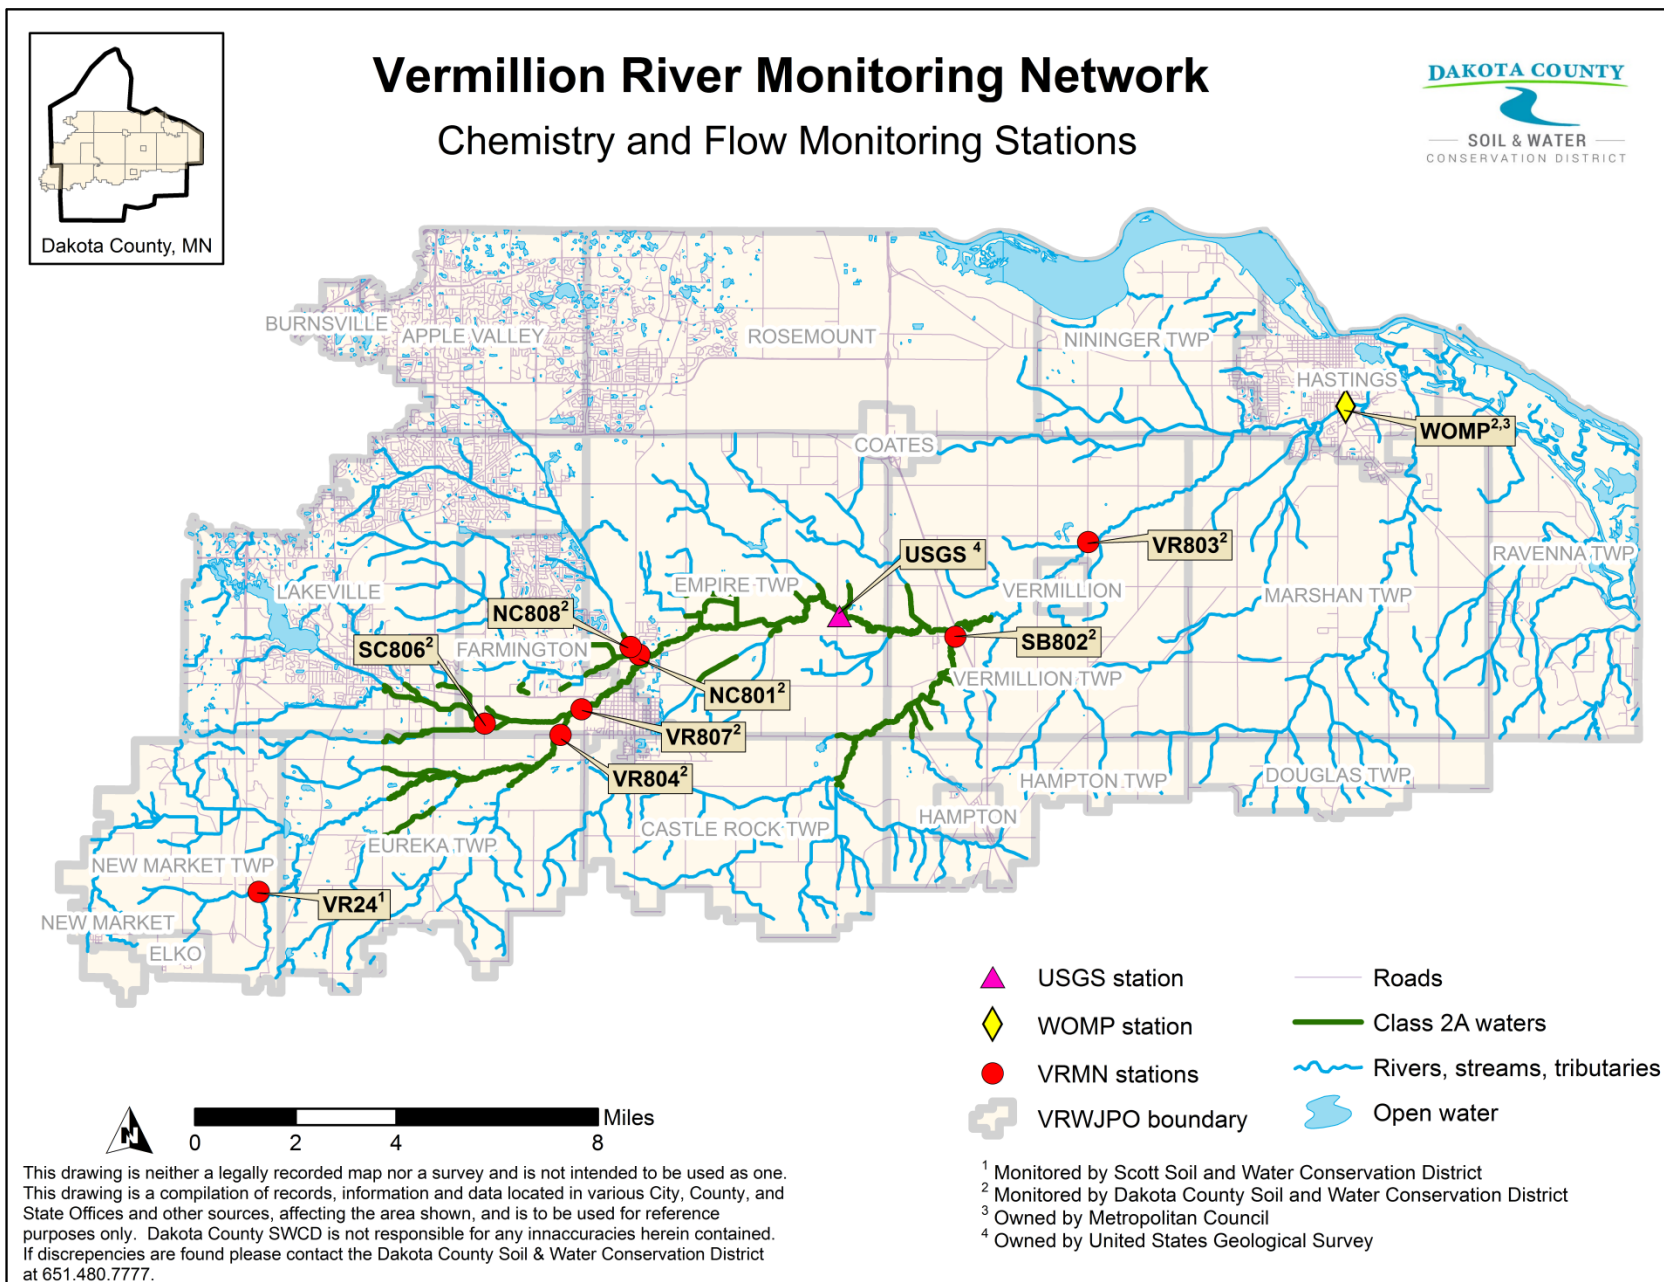 Vermillion River Monitoring Network
Chemistry and Flow Monitoring Stations
Dakota County, MN
DAKOTA COUNTY
SOIL & WATER
CONSERVATION DISTRICT
BURNSVILLE
APPLE VALLEY
ROSEMOUNT
NININGER TWP
HASTINGS
WOMP2,3
COATES
USGS 4
VR803²
RAVENNA TWP
EMPIRE TWP
LAKEVILLE
VERMILLION
MARSHAN TWP
NC808²
SC806²
FARMINGTON
SB802²
NC801²
VERMILLION TWP
VR807²
VR804²
HAMPTON TWP
DOUGLAS TWP
CASTLE ROCK TWP
HAMPTON
EUREKA TWP
NEW MARKET TWP
VR24¹
NEW MARKET
ELKO
USGS station
WOMP station
VRMN stations
VRWJPO boundary
Roads
Class 2A waters
Rivers, streams, tributaries
Open water
N
0 2 4 8 Miles
This drawing is neither a legally recorded map nor a survey and is not intended to be used as one.
This drawing is a compilation of records, information and data located in various City, County, and
State Offices and other sources, affecting the area shown, and is to be used for reference
purposes only. Dakota County SWCD is not responsible for any innaccuracies herein contained.
If discrepencies are found please contact the Dakota County Soil & Water Conservation District
at 651.480.7777.
1 Monitored by Scott Soil and Water Conservation District
2 Monitored by Dakota County Soil and Water Conservation District
3 Owned by Metropolitan Council
4 Owned by United States Geological Survey